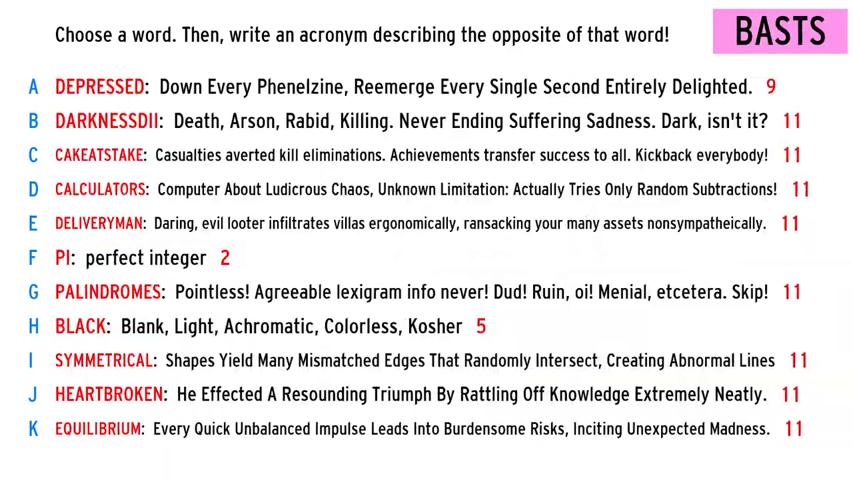 Choose a word. Then, write an acronym describing the opposite of that word!
BASTS
A DEPRESSED: Down Every Phenelzine, Reemerge Every Single Second Entirely Delighted. 9
B DARKNESSDII: Death, Arson, Rabid, Killing. Never Ending Suffering Sadness. Dark, isn't it? 11
C CAKEATSTAKE: Casualties averted kill eliminations. Achievements transfer success to all. Kickback everybody! 11
D CALCULATORS: Computer About Ludicrous Chaos, Unknown Limitation: Actually Tries Only Random Subtractions! 11
E DELIVERYMAN: Daring, evil looter infiltrates villas ergonomically, ransacking your many assets nonsympatheically. 11
F PI: perfect integer 2
G PALINDROMES: Pointless! Agreeable lexigram info never! Dud! Ruin, oi! Menial, etcetera. Skip! 11
H BLACK: Blank, Light, Achromatic, Colorless, Kosher 5
I SYMMETRICAL: Shapes Yield Many Mismatched Edges That Randomly Intersect, Creating Abnormal Lines 11
J HEARTBROKEN: He Effected A Resounding Triumph By Rattling Off Knowledge Extremely Neatly. 11
K EQUILIBRIUM: Every Quick Unbalanced Impulse Leads Into Burdensome Risks, Inciting Unexpected Madness. 11